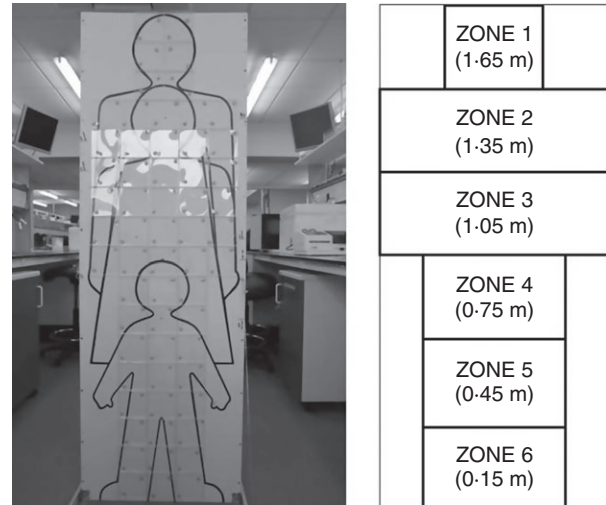 ZONE 1
(1·65 m)
ZONE 2
(1·35 m)
ZONE 3
(1·05 m)
ZONE 4
(0·75 m)
ZONE 5
(0·45 m)
ZONE 6
(0·15 m)